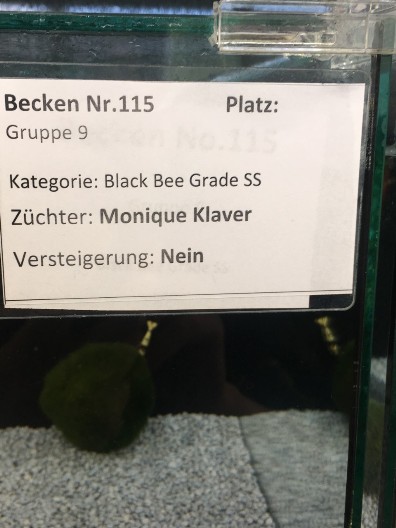 Becken Nr.115 Platz:
Gruppe 9
Kategorie: Black Bee Grade SS
Züchter: Monique Klaver
Versteigerung: Nein